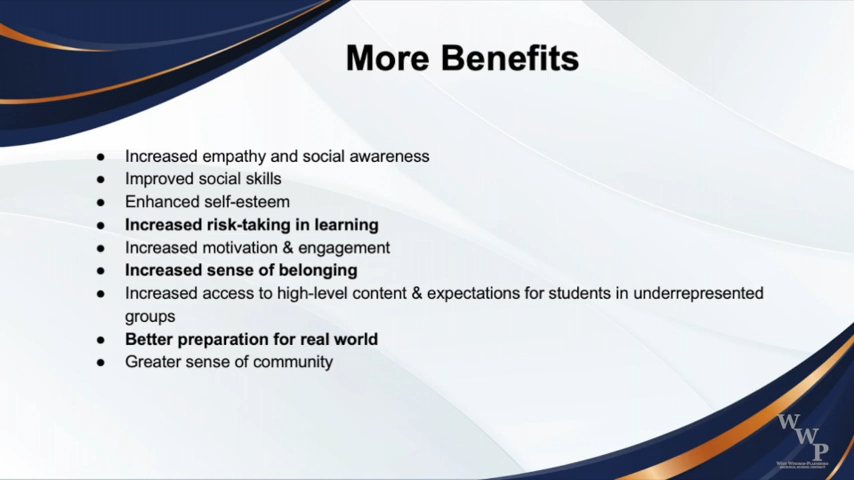 More Benefits
● Increased empathy and social awareness
● Improved social skills
● Enhanced self-esteem
● Increased risk-taking in learning
● Increased motivation & engagement
● Increased sense of belonging
● Increased access to high-level content & expectations for students in underrepresented
groups
● Better preparation for real world
● Greater sense of community
W
W
P